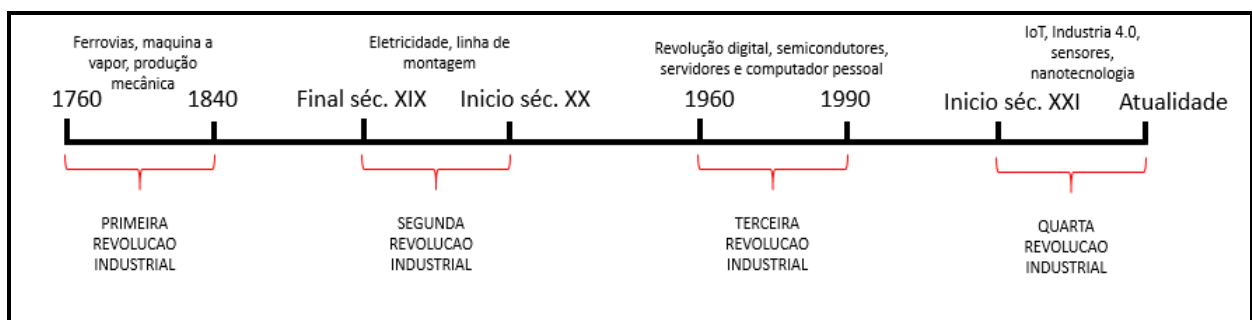 Ferrovias, maquina a
vapor, produção
mecânica
1760
1840
Eletricidade, linha de
montagem
Final séc. XIX
Inicio séc. XX
Revolução digital, semicondutores,
servidores e computador pessoal
1960
1990
IoT, Industria 4.0,
sensores,
nanotecnologia
Inicio séc. XXI
Atualidade
PRIMEIRA
REVOLUCAO
INDUSTRIAL
SEGUNDA
REVOLUCAO
INDUSTRIAL
TERCEIRA
REVOLUCAO
INDUSTRIAL
QUARTA
REVOLUCAO
INDUSTRIAL